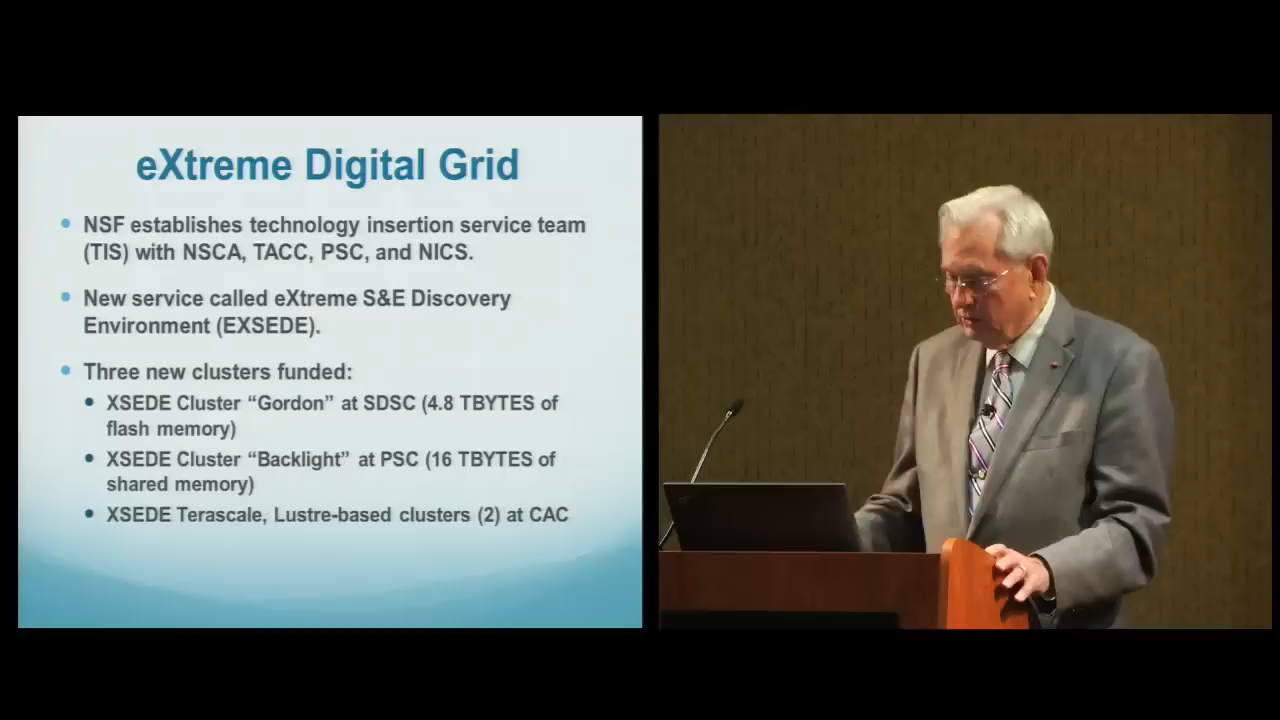 eXtreme Digital Grid
NSF establishes technology insertion service team
(TIS) with NSCA, TACC, PSC, and NICS.
New service called eXtreme S&E Discovery
Environment (EXSEDE).
Three new clusters funded:
XSEDE Cluster “Gordon” at SDSC (4.8 TBYTES of
flash memory)
XSEDE Cluster “Backlight” at PSC (16 TBYTES of
shared memory)
XSEDE Terascale, Lustre-based clusters (2) at CAC